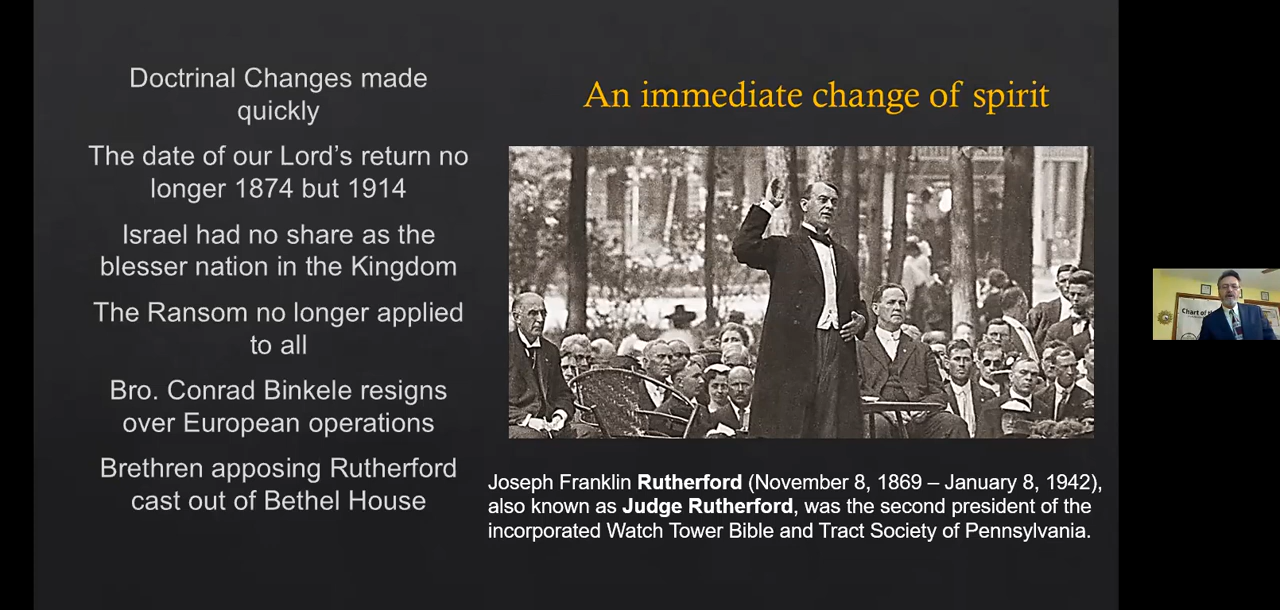 Doctrinal Changes made
quickly
The date of our Lord's return no
longer 1874 but 1914
Israel had no share as the
blesser nation in the Kingdom
The Ransom no longer applied
to all
Bro. Conrad Binkele resigns
over European operations
Brethren apposing Rutherford
cast out of Bethel House
An immediate change of spirit
Joseph Franklin Rutherford (November 8, 1869 – January 8, 1942),
also known as Judge Rutherford, was the second president of the
incorporated Watch Tower Bible and Tract Society of Pennsylvania.
Chart of